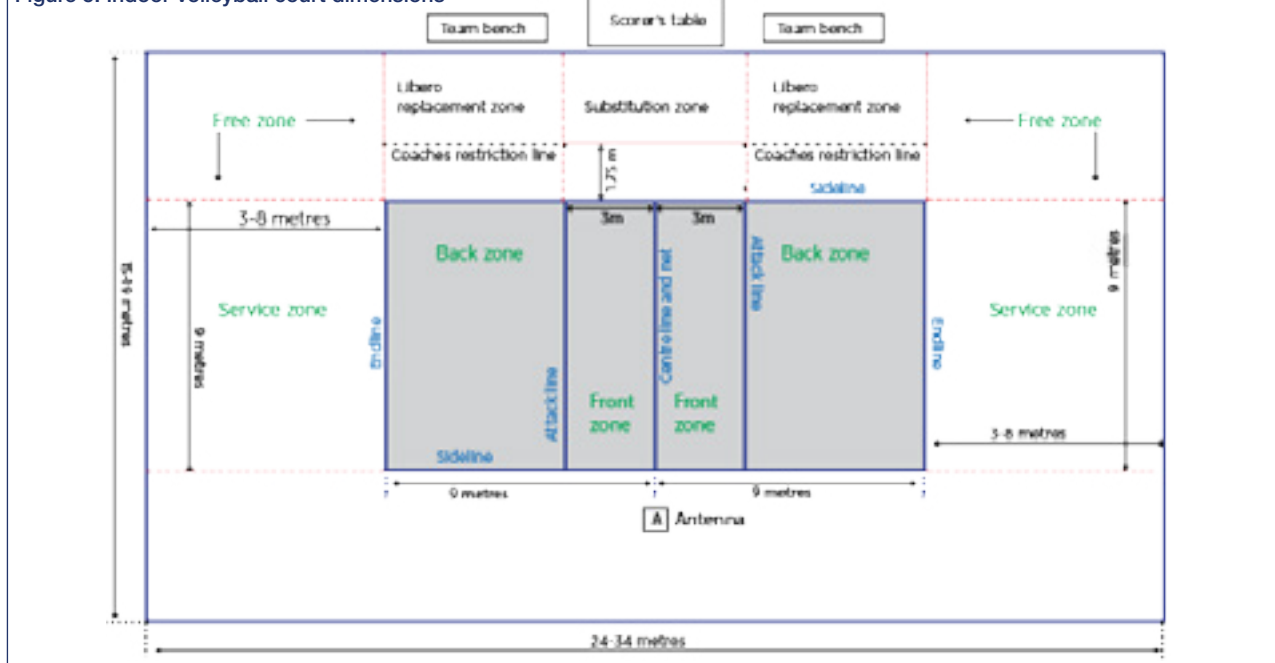 Figure 3. Indoor volleyball court dimensions
Team bench
Scorer's table
Team bench
Libero
replacement zone
Substitution zone
Libero
replacement zone
Free zone
Free zone
Coaches restriction line
Coaches restriction line
1.75 m
Sideline
3-8 metres
3m
3m
Back zone
Attack line
Back zone
9 metres
Centre line and net
15-19 metres
Service zone
Service zone
9 metres
Endline
Endline
Attack line
Front
zone
Front
zone
3-8 metres
Sideline
9 metres
9 metres
A Antenna
24-34 metres